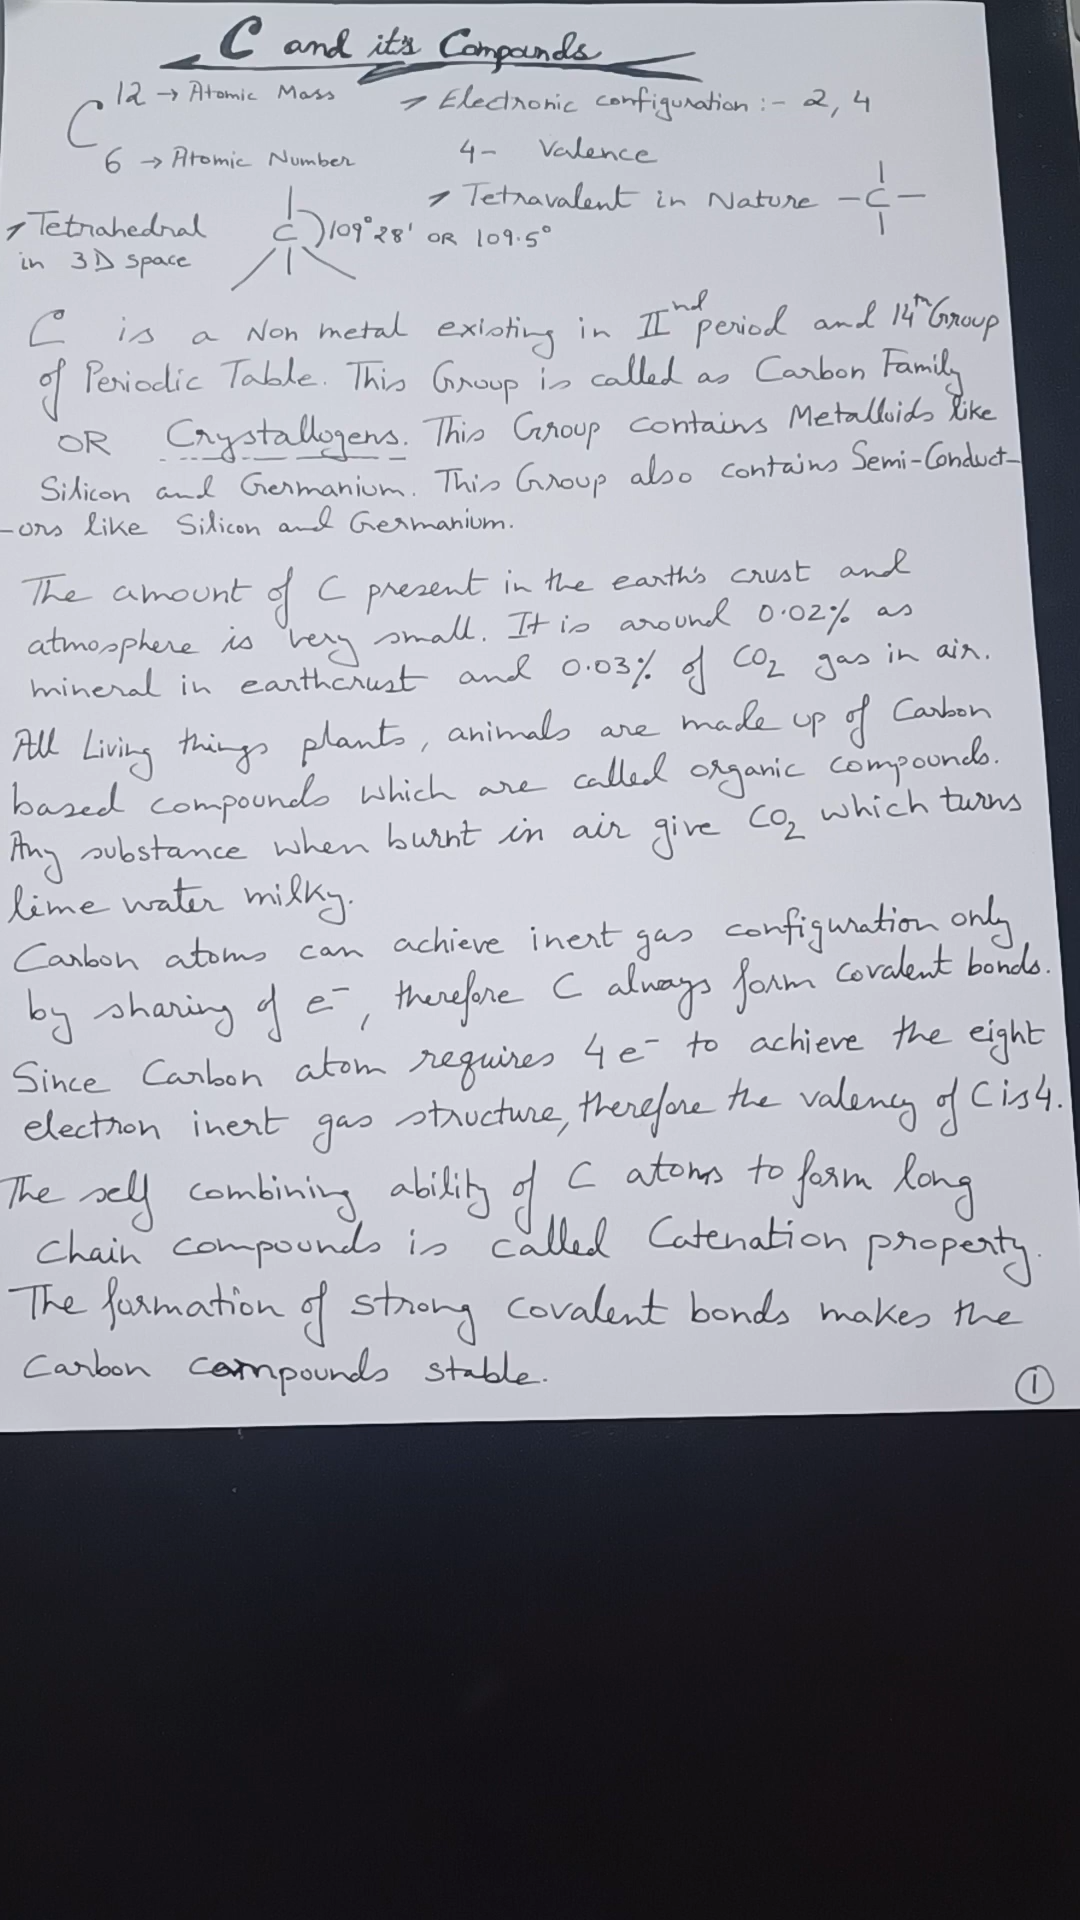 C and it's Compounds
C 12 → Atomic Mass
6 → Atomic Number
→ Electronic configuration :- 2, 4
4 - Valence
→ Tetravalent in Nature -C-
→ Tetrahedral
in 3D space
C 109°28' OR 109.5°
C is a Non metal existing in IInd period and 14th Group
of Periodic Table. This Group is called as Carbon Family
OR Crystallogens. This Group contains Metalloids like
Silicon and Germanium. This Group also contains Semi-Conduct-
-ors like Silicon and Germanium.
The amount of C present in the earth's crust and
atmosphere is very small. It is around 0.02% as
mineral in earthcrust and 0.03% of CO2 gas in air.
All Living things plants, animals are made up of Carbon
based compounds which are called organic compounds.
Any substance when burnt in air give CO2 which turns
lime water milky.
Carbon atoms can achieve inert gas configuration only
by sharing of e-, therefore C always form covalent bonds.
Since Carbon atom requires 4 e- to achieve the eight
electron inert gas structure, therefore the valency of C is 4.
The self combining ability of C atoms to form long
chain compounds is called Catenation property.
The formation of strong covalent bonds makes the
Carbon compounds stable.
1